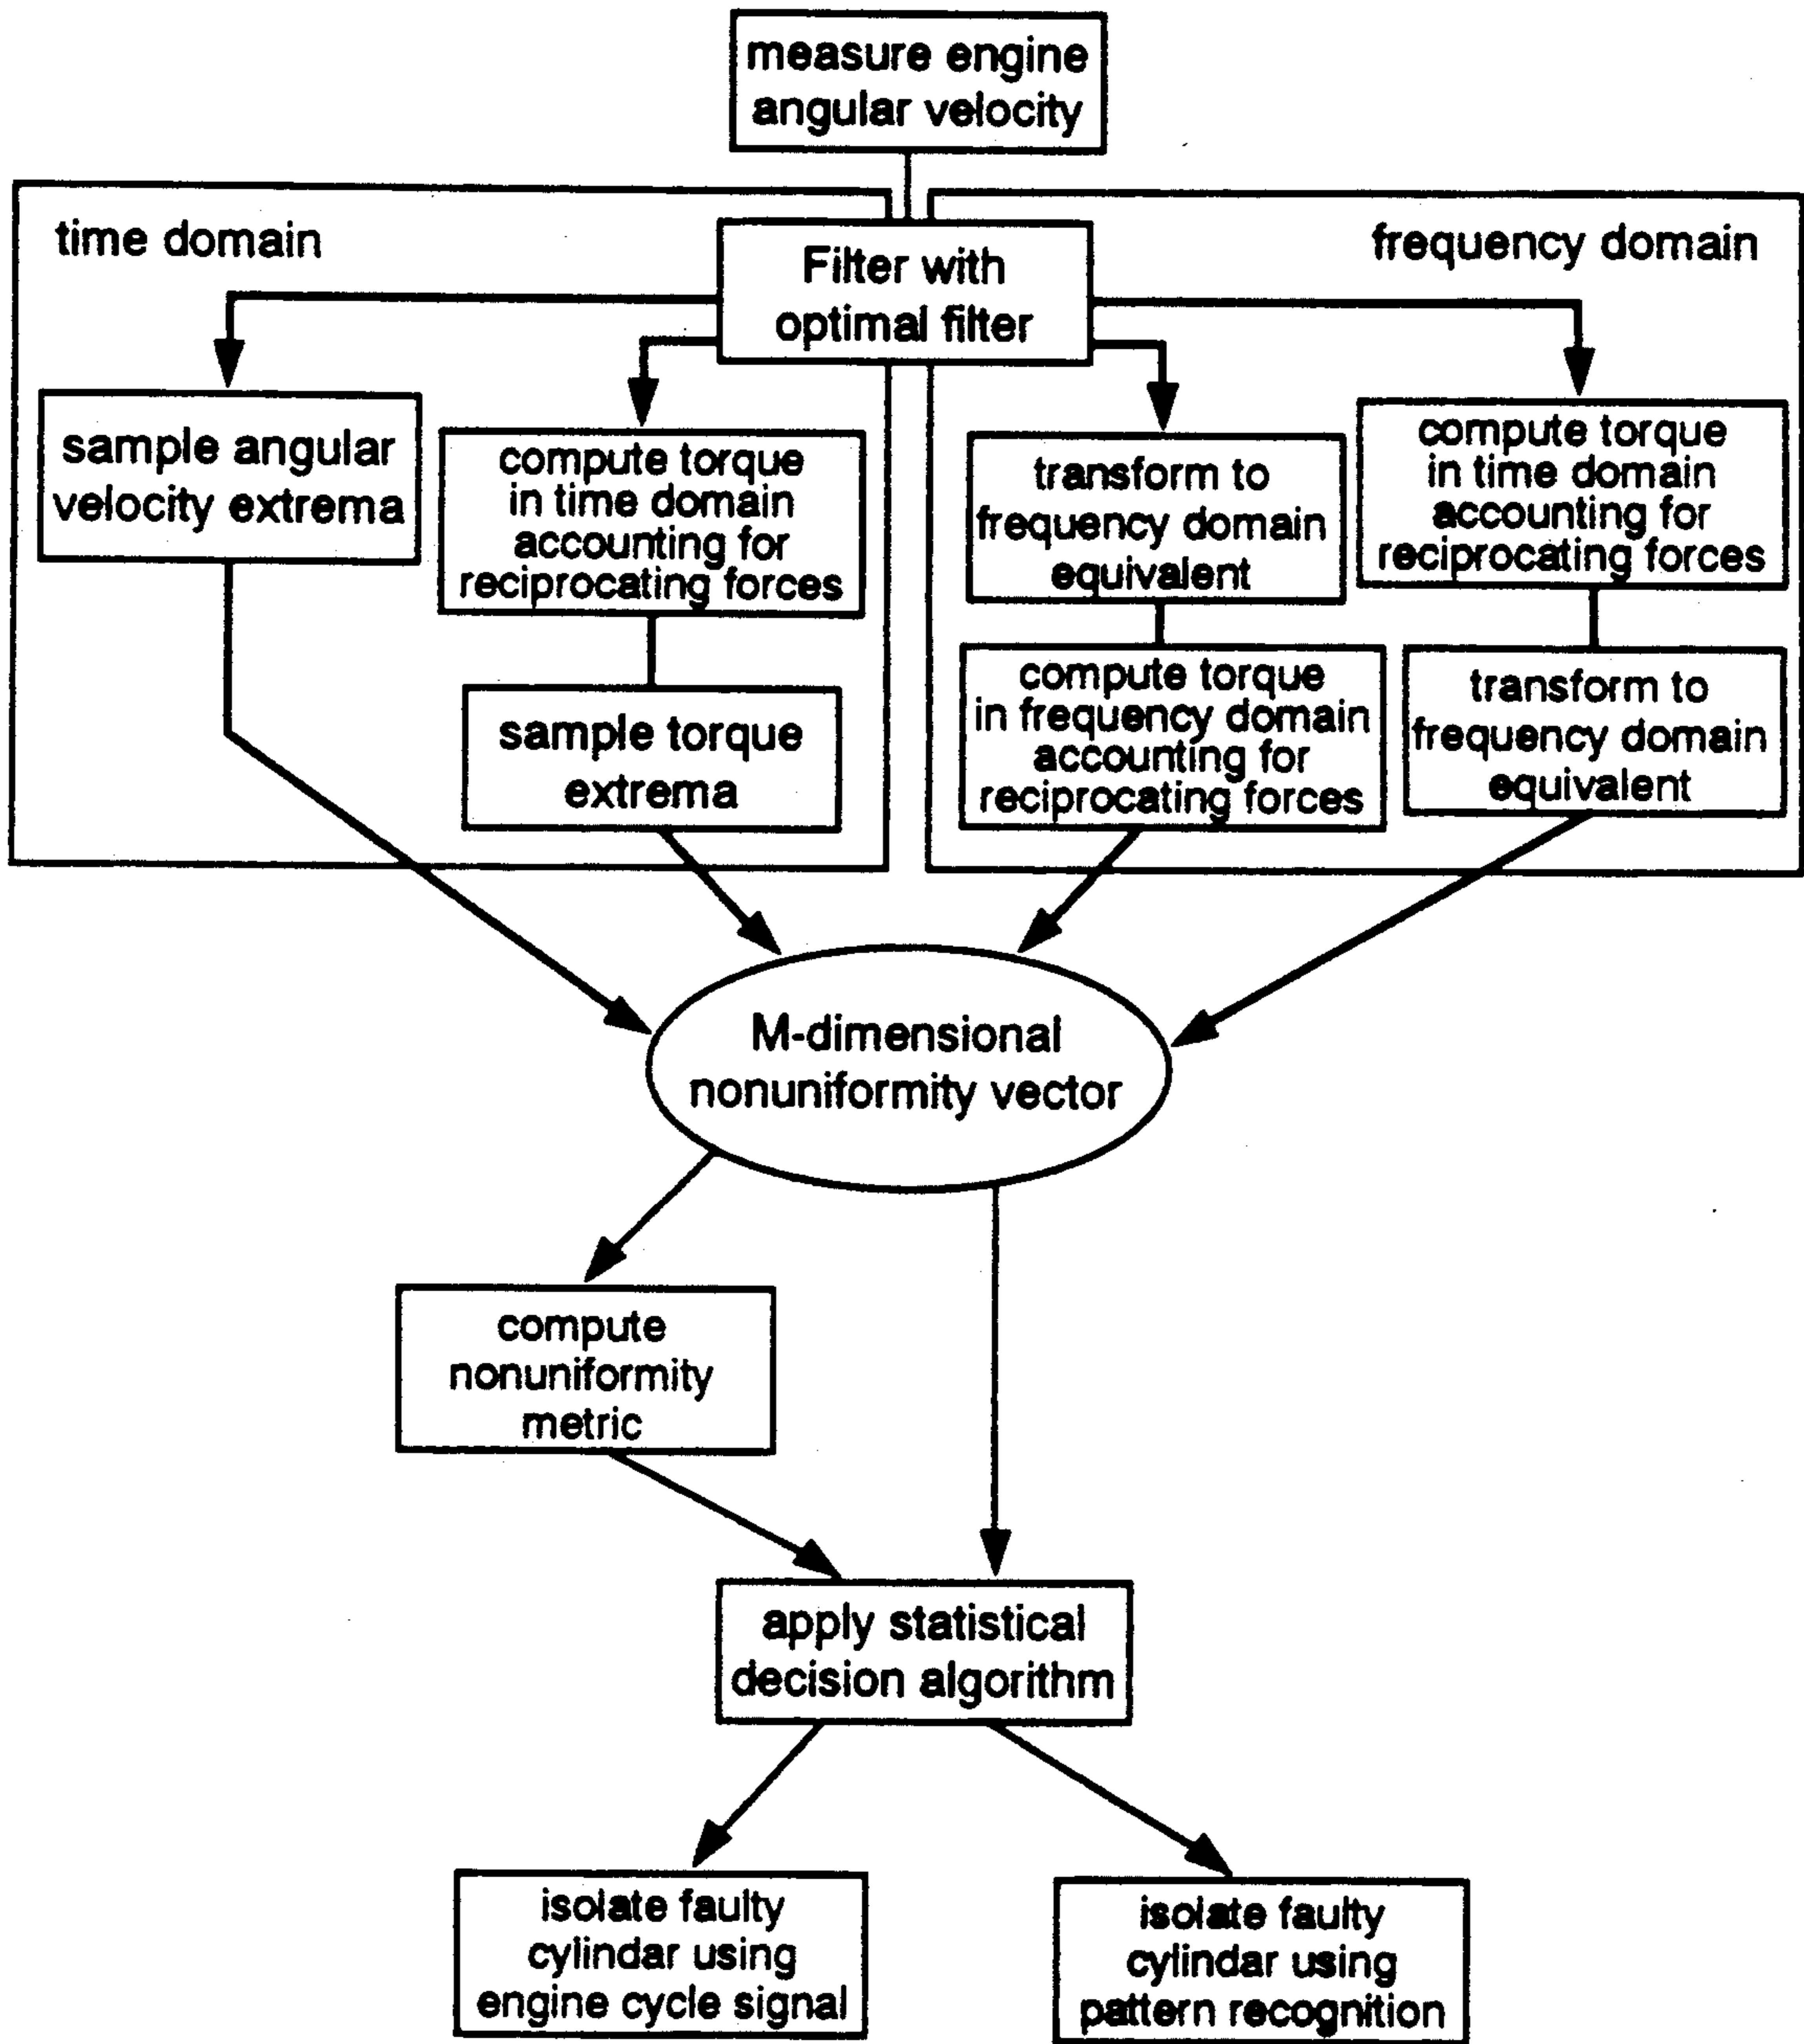 measure engine
angular velocity
time domain
frequency domain
Filter with
optimal filter
sample angular
velocity extrema
compute torque
in time domain
accounting for
reciprocating forces
sample torque
extrema
transform to
frequency domain
equivalent
compute torque
in frequency domain
accounting for
reciprocating forces
compute torque
in time domain
accounting for
reciprocating forces
transform to
frequency domain
equivalent
M-dimensional
nonuniformity vector
compute
nonuniformity
metric
apply statistical
decision algorithm
isolate faulty
cylindar using
engine cycle signal
isolate faulty
cylindar using
pattern recognition